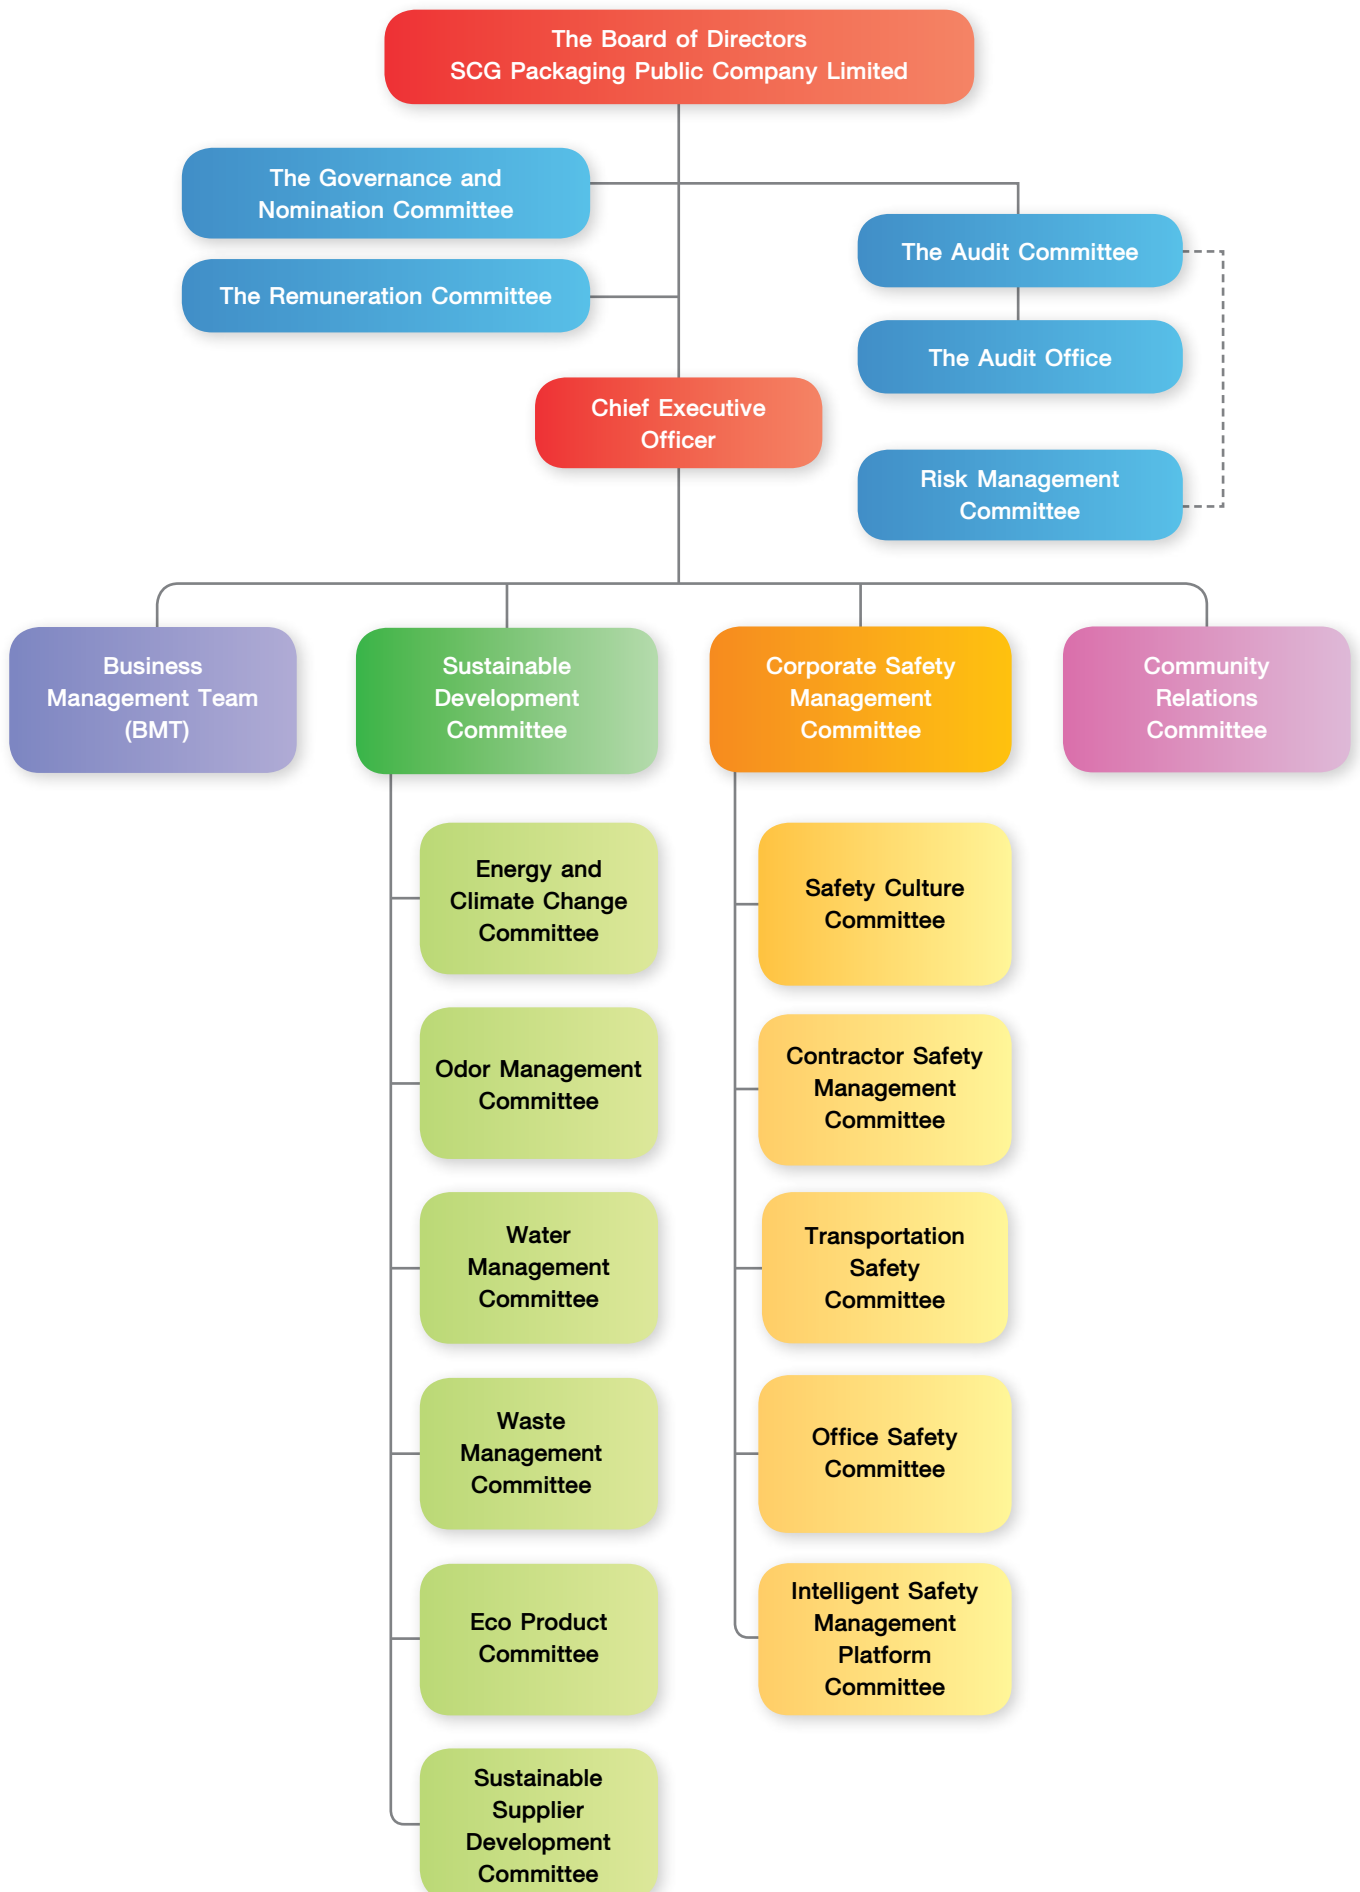 The Board of Directors
SCG Packaging Public Company Limited
The Governance and
Nomination Committee
The Audit Committee
The Remuneration Committee
The Audit Office
Chief Executive
Officer
Risk Management
Committee
Business
Management Team
(BMT)
Sustainable
Development
Committee
Corporate Safety
Management
Committee
Community
Relations
Committee
Energy and
Climate Change
Committee
Odor Management
Committee
Water
Management
Committee
Waste
Management
Committee
Eco Product
Committee
Sustainable
Supplier
Development
Committee
Safety Culture
Committee
Contractor Safety
Management
Committee
Transportation
Safety
Committee
Office Safety
Committee
Intelligent Safety
Management
Platform
Committee